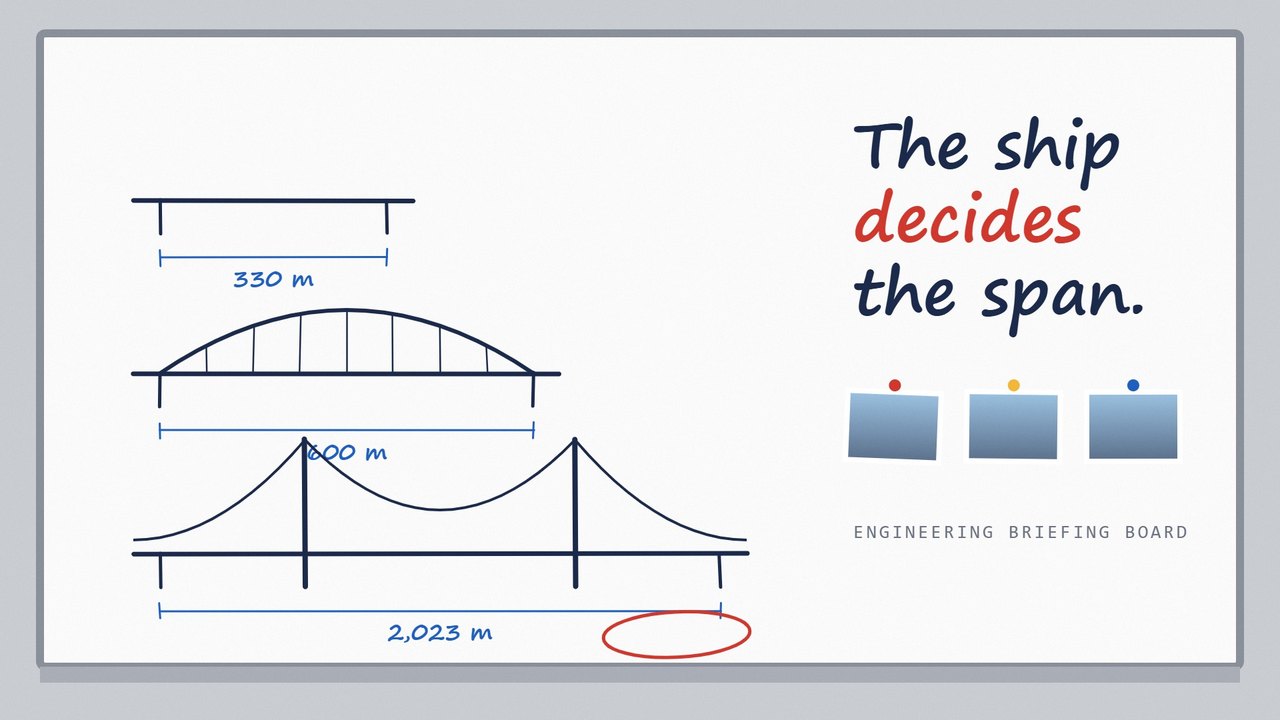 The ship
decides
the span.
330 m
600 m
2,023 m
ENGINEERING BRIEFING BOARD